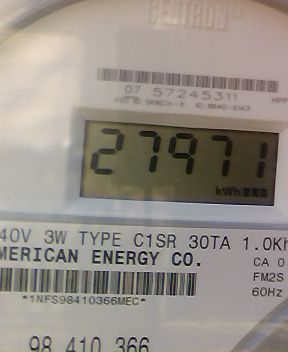 CENTRON
07 57245311
27971
kWh
40V 3W TYPE C1SR 30TA 1.0Kh
MERICAN ENERGY CO.
CA 0
FM2S
*1NFS98410366MEC*
60Hz
98 410 366